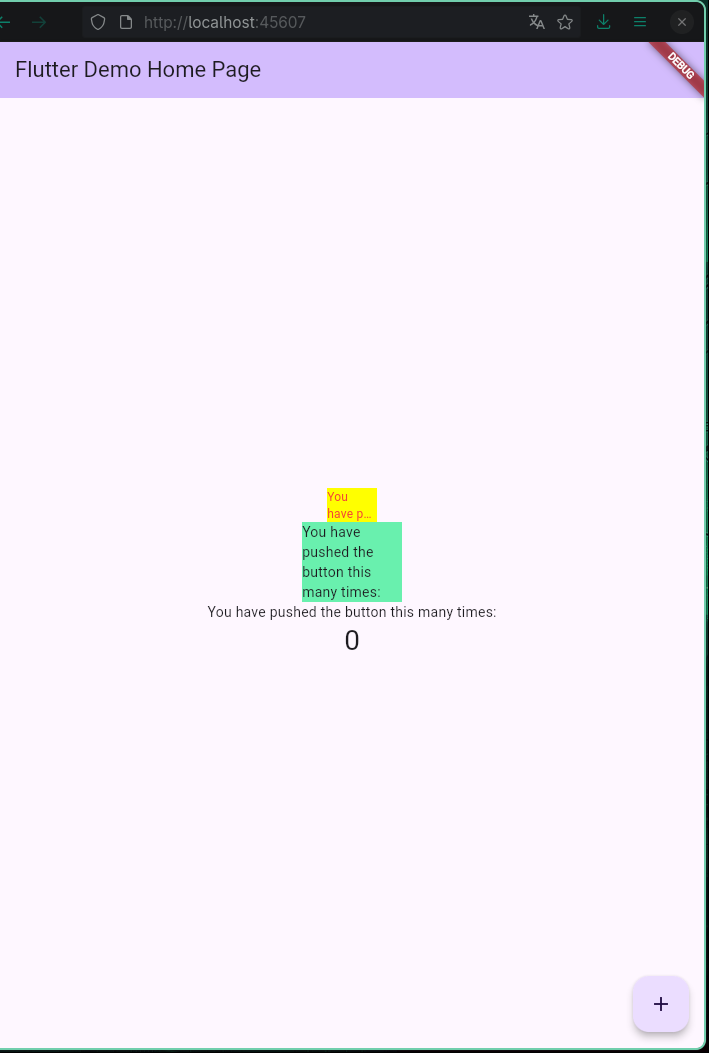 http://localhost:45607
Flutter Demo Home Page
DEBUG
You
have p…
You have
pushed the
button this
many times:
You have pushed the button this many times:
0